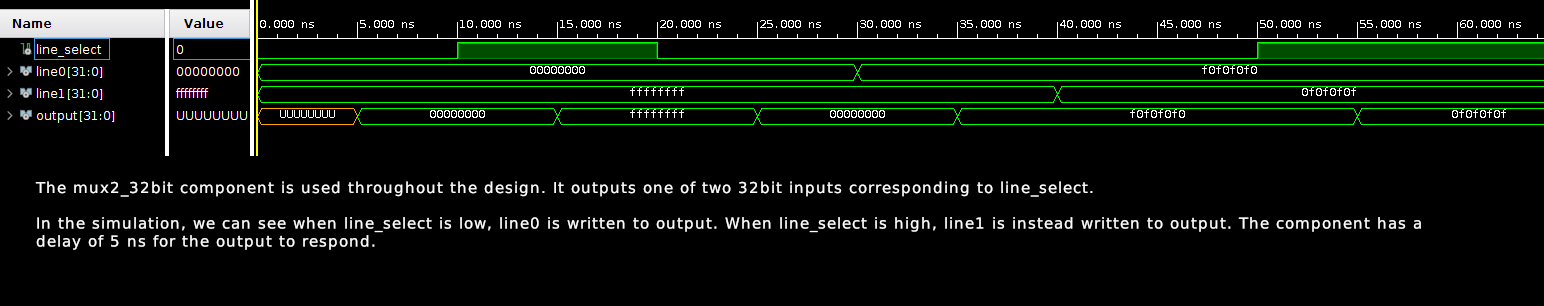 Name Value 0.000 ns 5.000 ns 10.000 ns 15.000 ns 20.000 ns 25.000 ns 30.000 ns 35.000 ns 40.000 ns 45.000 ns 50.000 ns 55.000 ns 60.000 ns
line_select 0
line0[31:0] 00000000 00000000 f0f0f0f0
line1[31:0] ffffffff ffffffff 0f0f0f0f
output[31:0] UUUUUUUU UUUUUUUU 00000000 ffffffff 00000000 f0f0f0f0 0f0f0f0f
The mux2_32bit component is used throughout the design. It outputs one of two 32bit inputs corresponding to line_select.
In the simulation, we can see when line_select is low, line0 is written to output. When line_select is high, line1 is instead written to output. The component has a
delay of 5 ns for the output to respond.